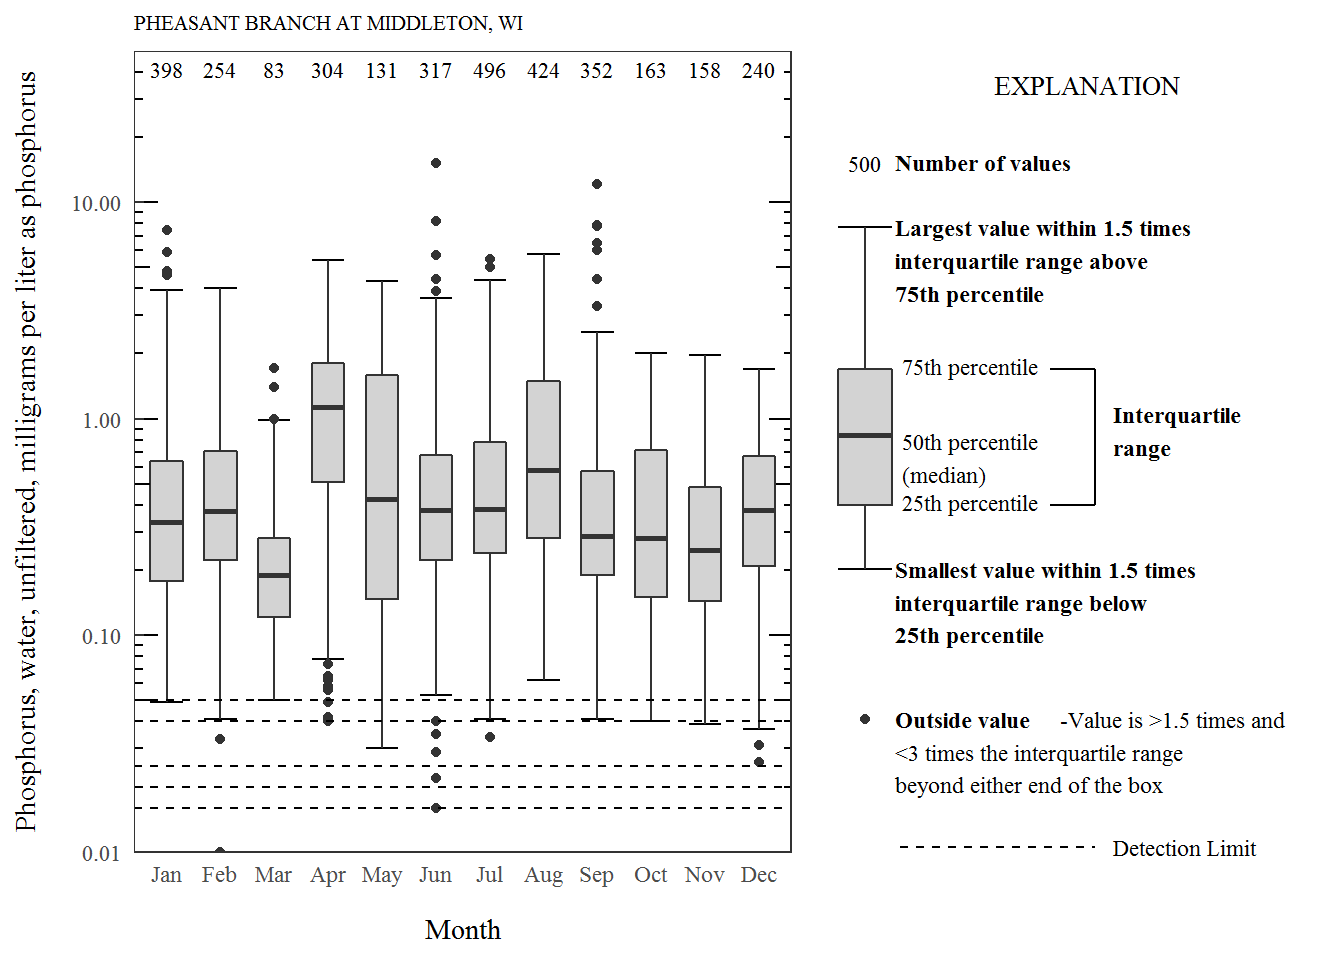 PHEASANT BRANCH AT MIDDLETON, WI
398 254 83 304 131 317 496 424 352 163 158 240
Phosphorus, water, unfiltered, milligrams per liter as phosphorus
10.00
1.00
0.10
0.01
Jan Feb Mar Apr May Jun Jul Aug Sep Oct Nov Dec
Month
EXPLANATION
500 Number of values
Largest value within 1.5 times
interquartile range above
75th percentile
75th percentile
Interquartile
range
50th percentile
(median)
25th percentile
Smallest value within 1.5 times
interquartile range below
25th percentile
Outside value -Value is >1.5 times and
<3 times the interquartile range
beyond either end of the box
Detection Limit